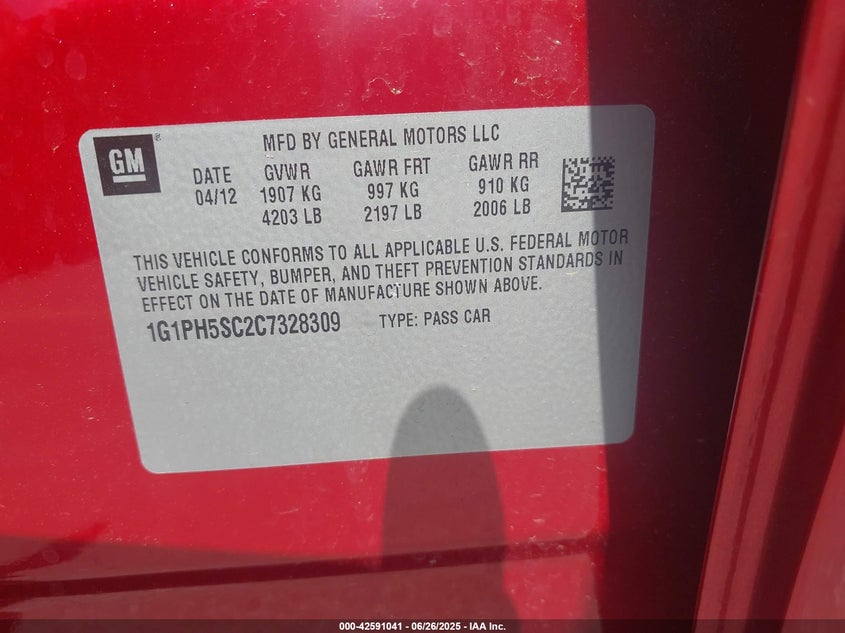 GM
MFD BY GENERAL MOTORS LLC
DATE GVWR GAWR FRT GAWR RR
04/12 1907 KG 997 KG 910 KG
4203 LB 2197 LB 2006 LB
THIS VEHICLE CONFORMS TO ALL APPLICABLE U.S. FEDERAL MOTOR
VEHICLE SAFETY, BUMPER, AND THEFT PREVENTION STANDARDS IN
EFFECT ON THE DATE OF MANUFACTURE SHOWN ABOVE.
1G1PH5SC2C7328309 TYPE: PASS CAR
000-42591041 | 06/26/2025 - IAA Inc.